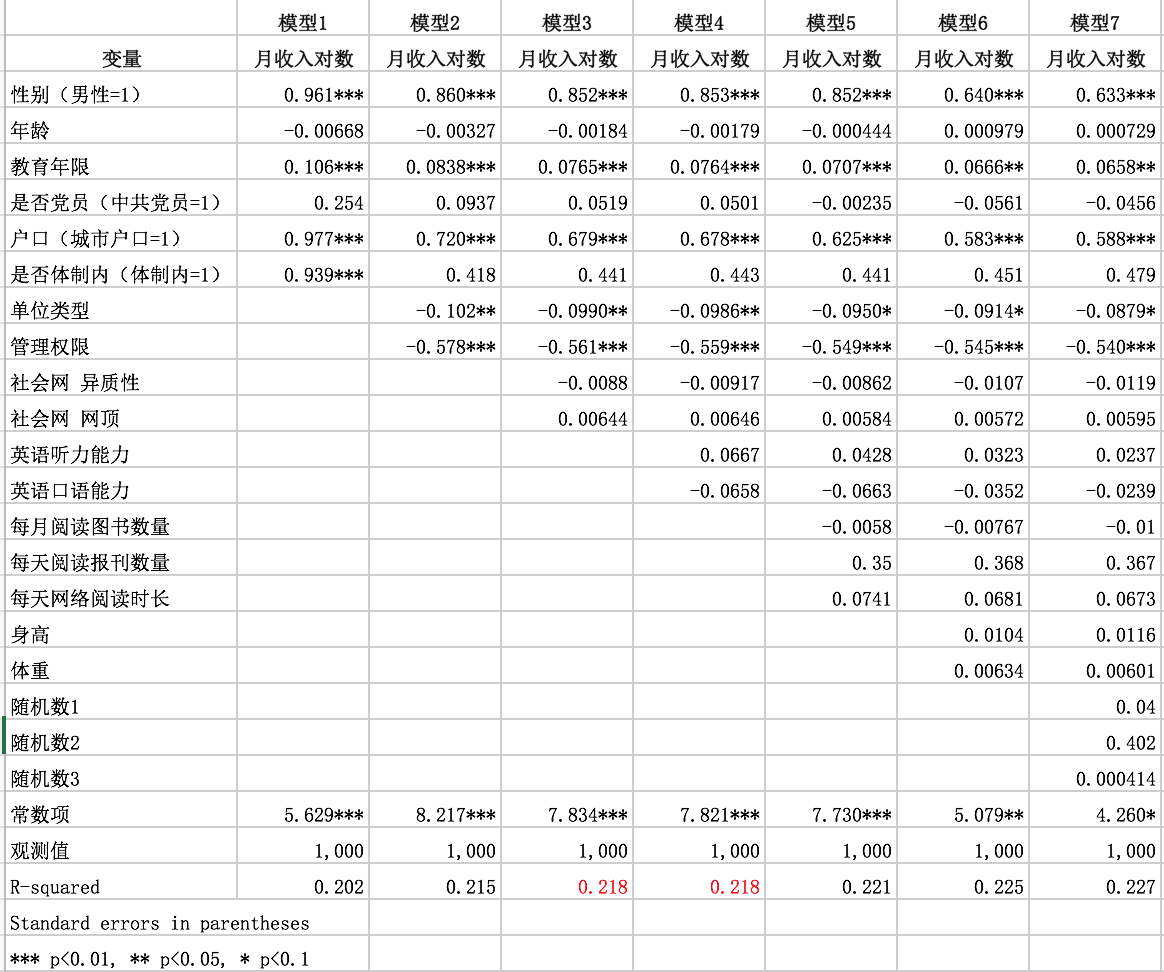 模型1 模型2 模型3 模型4 模型5 模型6 模型7
变量 月收入对数 月收入对数 月收入对数 月收入对数 月收入对数 月收入对数 月收入对数
性别（男性=1） 0.961*** 0.860*** 0.852*** 0.853*** 0.852*** 0.640*** 0.633***
年龄 -0.00668 -0.00327 -0.00184 -0.00179 -0.000444 0.000979 0.000729
教育年限 0.106*** 0.0838*** 0.0765*** 0.0764*** 0.0707*** 0.0666** 0.0658**
是否党员（中共党员=1） 0.254 0.0937 0.0519 0.0501 -0.00235 -0.0561 -0.0456
户口（城市户口=1） 0.977*** 0.720*** 0.679*** 0.678*** 0.625*** 0.583*** 0.588***
是否体制内（体制内=1） 0.939*** 0.418 0.441 0.443 0.441 0.451 0.479
单位类型 -0.102** -0.0990** -0.0986** -0.0950* -0.0914* -0.0879*
管理权限 -0.578*** -0.561*** -0.559*** -0.549*** -0.545*** -0.540***
社会网 异质性 -0.0088 -0.00917 -0.00862 -0.0107 -0.0119
社会网 网顶 0.00644 0.00646 0.00584 0.00572 0.00595
英语听力能力 0.0667 0.0428 0.0323 0.0237
英语口语能力 -0.0658 -0.0663 -0.0352 -0.0239
每月阅读图书数量 -0.0058 -0.00767 -0.01
每天阅读报刊数量 0.35 0.368 0.367
每天网络阅读时长 0.0741 0.0681 0.0673
身高 0.0104 0.0116
体重 0.00634 0.00601
随机数1 0.04
随机数2 0.402
随机数3 0.000414
常数项 5.629*** 8.217*** 7.834*** 7.821*** 7.730*** 5.079** 4.260*
观测值 1,000 1,000 1,000 1,000 1,000 1,000 1,000
R-squared 0.202 0.215 0.218 0.218 0.221 0.225 0.227
Standard errors in parentheses
*** p<0.01, ** p<0.05, * p<0.1